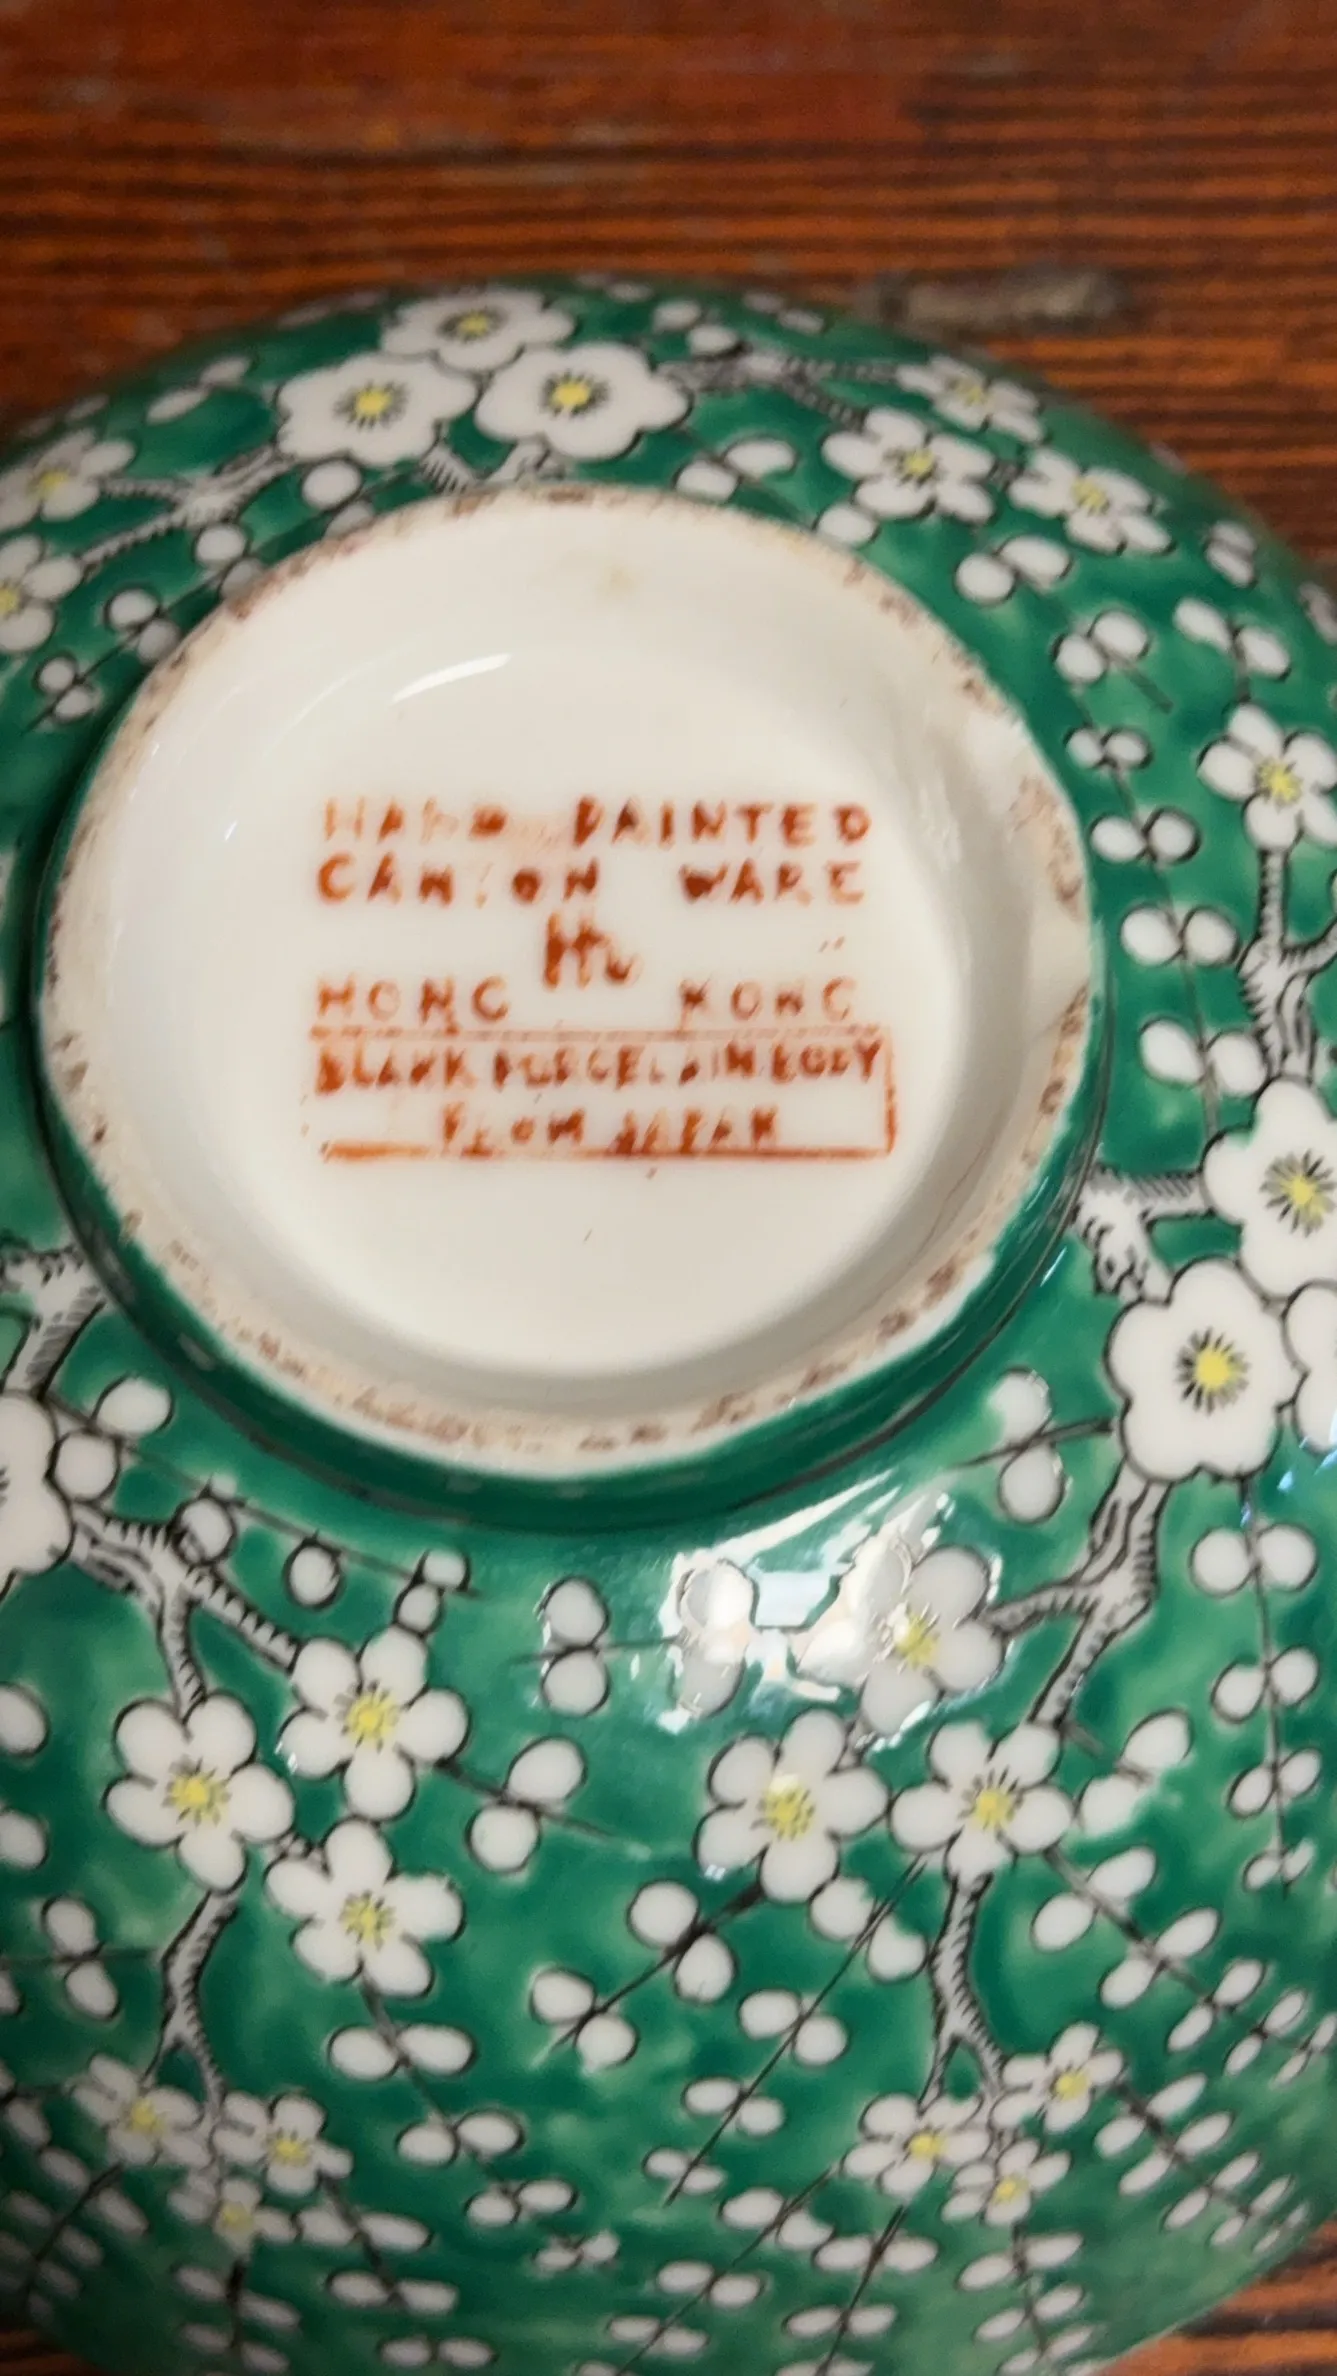 HAND PAINTED
CANTON WARE
HONG KONG
BLANK PORCELAIN BODY
FROM JAPAN